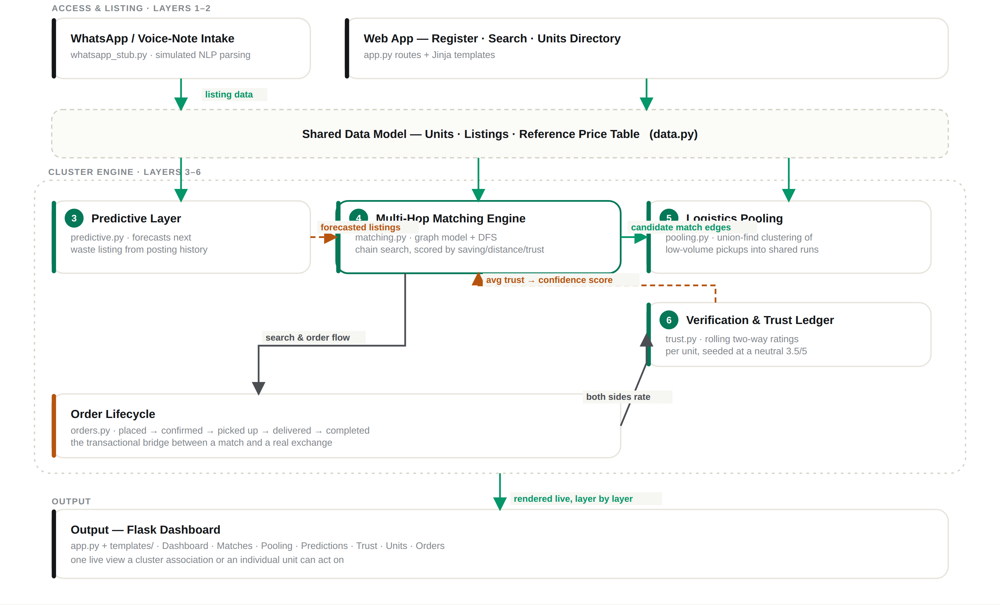 ACCESS & LISTING · LAYERS 1–2
WhatsApp / Voice-Note Intake
whatsapp_stub.py · simulated NLP parsing
Web App — Register · Search · Units Directory
app.py routes + Jinja templates
listing data
Shared Data Model — Units · Listings · Reference Price Table (data.py)
CLUSTER ENGINE · LAYERS 3–6
3 Predictive Layer
predictive.py · forecasts next
waste listing from posting history
forecasted listings
4 Multi-Hop Matching Engine
matching.py · graph model + DFS
chain search, scored by saving/distance/trust
candidate match edges
5 Logistics Pooling
pooling.py · union-find clustering of
low-volume pickups into shared runs
avg trust → confidence score
6 Verification & Trust Ledger
trust.py · rolling two-way ratings
per unit, seeded at a neutral 3.5/5
search & order flow
both sides rate
Order Lifecycle
orders.py · placed → confirmed → picked up → delivered → completed
the transactional bridge between a match and a real exchange
rendered live, layer by layer
OUTPUT
Output — Flask Dashboard
app.py + templates/ · Dashboard · Matches · Pooling · Predictions · Trust · Units · Orders
one live view a cluster association or an individual unit can act on